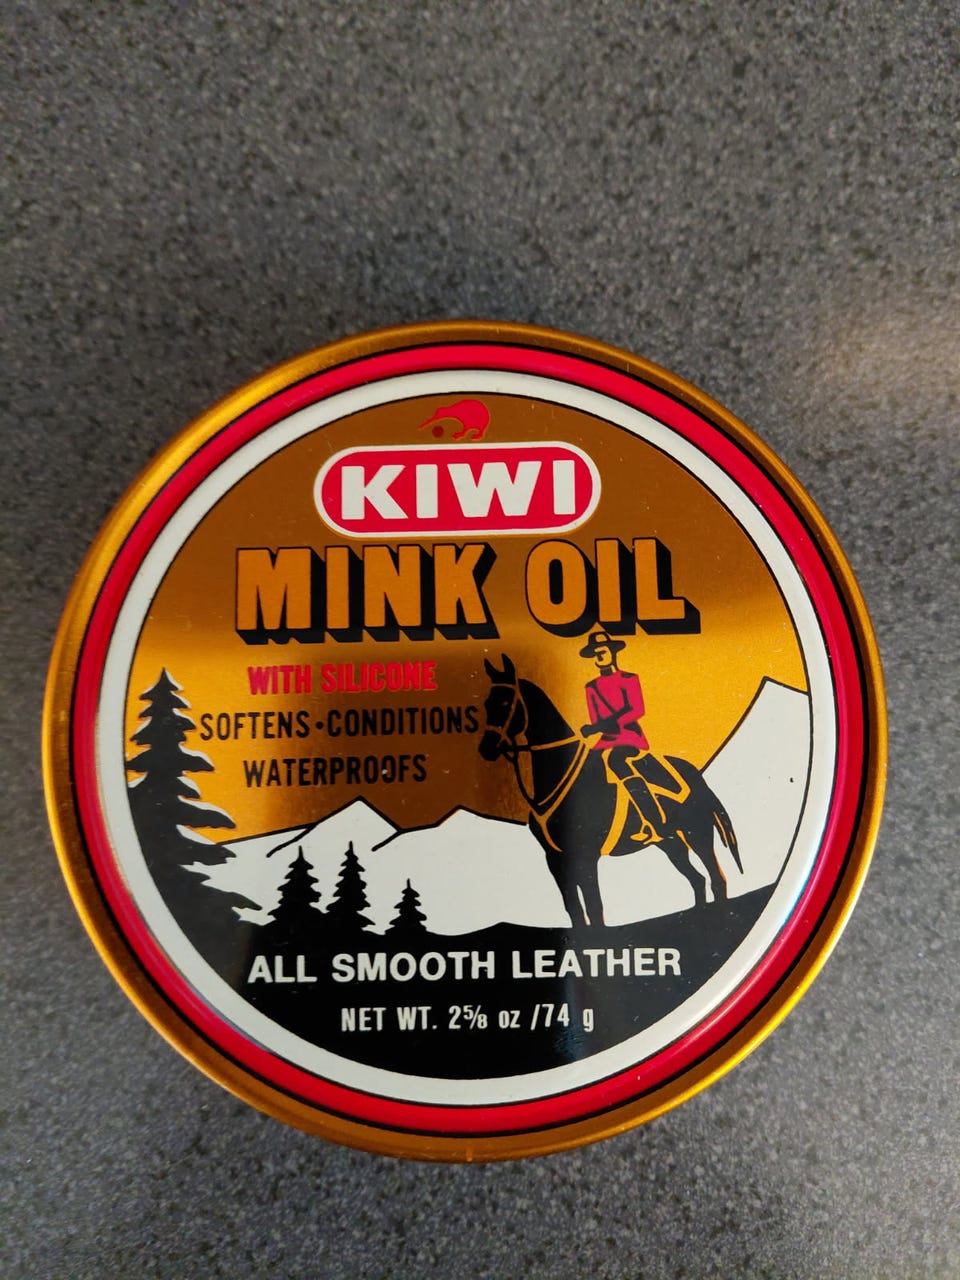 KIWI
MINK OIL
WITH SILICONE
SOFTENS·CONDITIONS
WATERPROOFS
ALL SMOOTH LEATHER
NET WT. 2⅝ oz /74 g